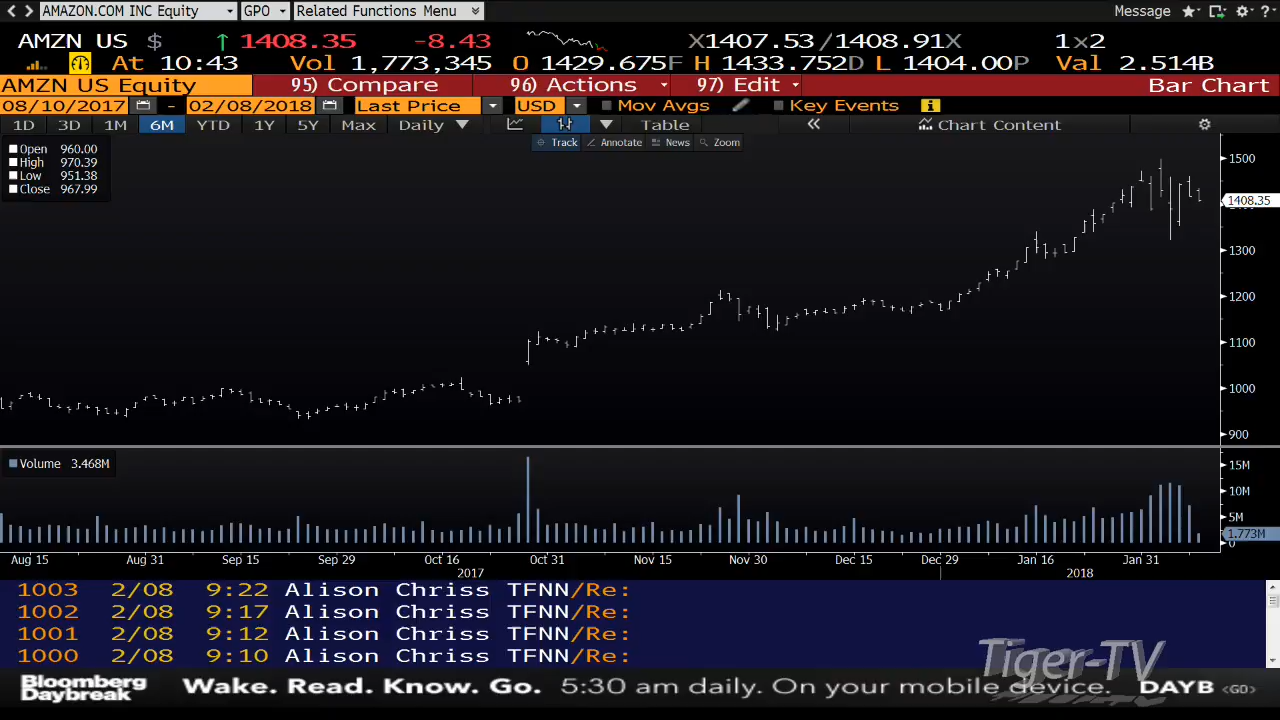 AMAZON.COM INC Equity GPO Related Functions Menu Message
AMZN US $ ↑ 1408.35 -8.43 X1407.53/1408.91X 1x2
At 10:43 Vol 1,773,345 O 1429.675F H 1433.752D L 1404.00P Val 2.514B
AMZN US Equity 95) Compare 96) Actions 97) Edit Bar Chart
08/10/2017 - 02/08/2018 Last Price USD Mov Avgs Key Events
1D 3D 1M 6M YTD 1Y 5Y Max Daily Table « Chart Content
Track Annotate News Zoom
Open 960.00
High 970.39
Low 951.38
Close 967.99
1500
1408.35
1300
1200
1100
1000
900
Volume 3.468M
15M
10M
5M
1.773M
0
Aug 15 Aug 31 Sep 15 Sep 29 Oct 16 Oct 31 Nov 15 Nov 30 Dec 15 Dec 29 Jan 16 Jan 31
2017 2018
1003 2/08 9:22 Alison Chriss TFNN/Re:
1002 2/08 9:17 Alison Chriss TFNN/Re:
1001 2/08 9:12 Alison Chriss TFNN/Re:
1000 2/08 9:10 Alison Chriss TFNN/Re:
Tiger-TV
Bloomberg Daybreak
Wake. Read. Know. Go. 5:30 am daily. On your mobile device. DAYB <GO>